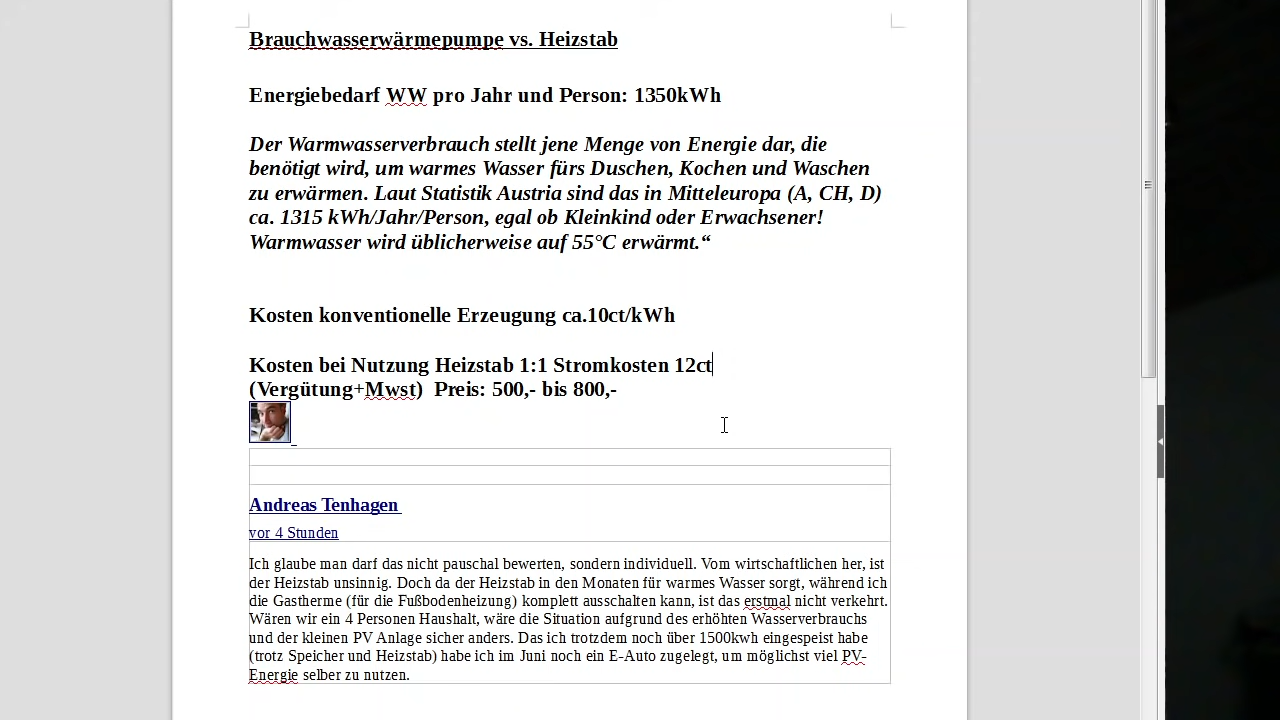 Brauchwasserwärmepumpe vs. Heizstab
Energiebedarf WW pro Jahr und Person: 1350kWh
Der Warmwasserverbrauch stellt jene Menge von Energie dar, die
benötigt wird, um warmes Wasser fürs Duschen, Kochen und Waschen
zu erwärmen. Laut Statistik Austria sind das in Mitteleuropa (A, CH, D)
ca. 1315 kWh/Jahr/Person, egal ob Kleinkind oder Erwachsener!
Warmwasser wird üblicherweise auf 55°C erwärmt.“
Kosten konventionelle Erzeugung ca.10ct/kWh
Kosten bei Nutzung Heizstab 1:1 Stromkosten 12ct
(Vergütung+Mwst)  Preis: 500,- bis 800,-
Andreas Tenhagen
vor 4 Stunden
Ich glaube man darf das nicht pauschal bewerten, sondern individuell. Vom wirtschaftlichen her, ist
der Heizstab unsinnig. Doch da der Heizstab in den Monaten für warmes Wasser sorgt, während ich
die Gastherme (für die Fußbodenheizung) komplett ausschalten kann, ist das erstmal nicht verkehrt.
Wären wir ein 4 Personen Haushalt, wäre die Situation aufgrund des erhöhten Wasserverbrauchs
und der kleinen PV Anlage sicher anders. Das ich trotzdem noch über 1500kwh eingespeist habe
(trotz Speicher und Heizstab) habe ich im Juni noch ein E-Auto zugelegt, um möglichst viel PV-
Energie selber zu nutzen.